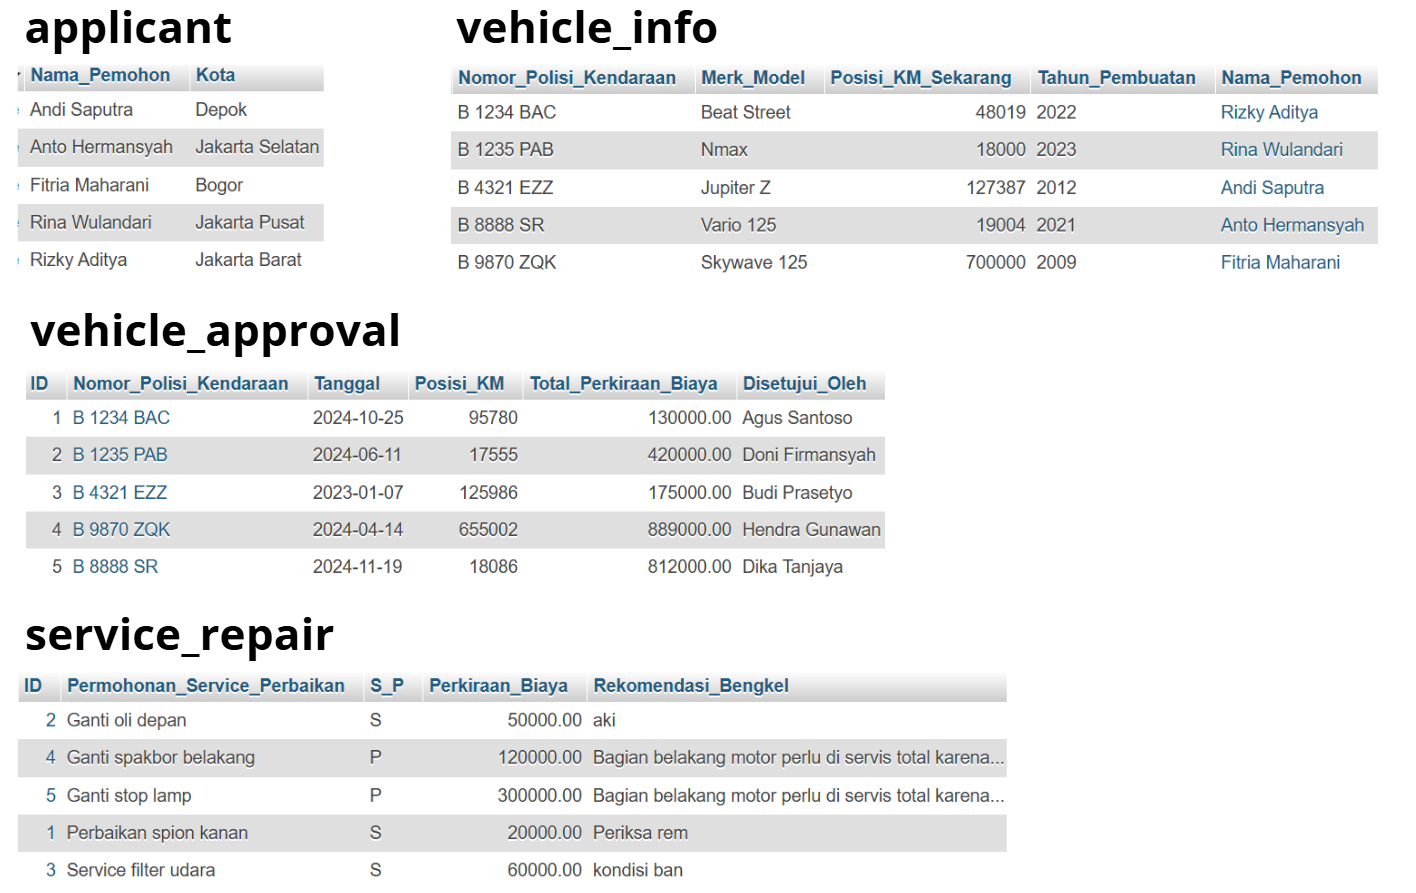 applicant
Nama_Pemohon Kota
Andi Saputra Depok
Anto Hermansyah Jakarta Selatan
Fitria Maharani Bogor
Rina Wulandari Jakarta Pusat
Rizky Aditya Jakarta Barat
vehicle_info
Nomor_Polisi_Kendaraan Merk_Model Posisi_KM_Sekarang Tahun_Pembuatan Nama_Pemohon
B 1234 BAC Beat Street 48019 2022 Rizky Aditya
B 1235 PAB Nmax 18000 2023 Rina Wulandari
B 4321 EZZ Jupiter Z 127387 2012 Andi Saputra
B 8888 SR Vario 125 19004 2021 Anto Hermansyah
B 9870 ZQK Skywave 125 700000 2009 Fitria Maharani
vehicle_approval
ID Nomor_Polisi_Kendaraan Tanggal Posisi_KM Total_Perkiraan_Biaya Disetujui_Oleh
1 B 1234 BAC 2024-10-25 95780 130000.00 Agus Santoso
2 B 1235 PAB 2024-06-11 17555 420000.00 Doni Firmansyah
3 B 4321 EZZ 2023-01-07 125986 175000.00 Budi Prasetyo
4 B 9870 ZQK 2024-04-14 655002 889000.00 Hendra Gunawan
5 B 8888 SR 2024-11-19 18086 812000.00 Dika Tanjaya
service_repair
ID Permohonan_Service_Perbaikan S_P Perkiraan_Biaya Rekomendasi_Bengkel
2 Ganti oli depan S 50000.00 aki
4 Ganti spakbor belakang P 120000.00 Bagian belakang motor perlu di servis total karena...
5 Ganti stop lamp P 300000.00 Bagian belakang motor perlu di servis total karena...
1 Perbaikan spion kanan S 20000.00 Periksa rem
3 Service filter udara S 60000.00 kondisi ban